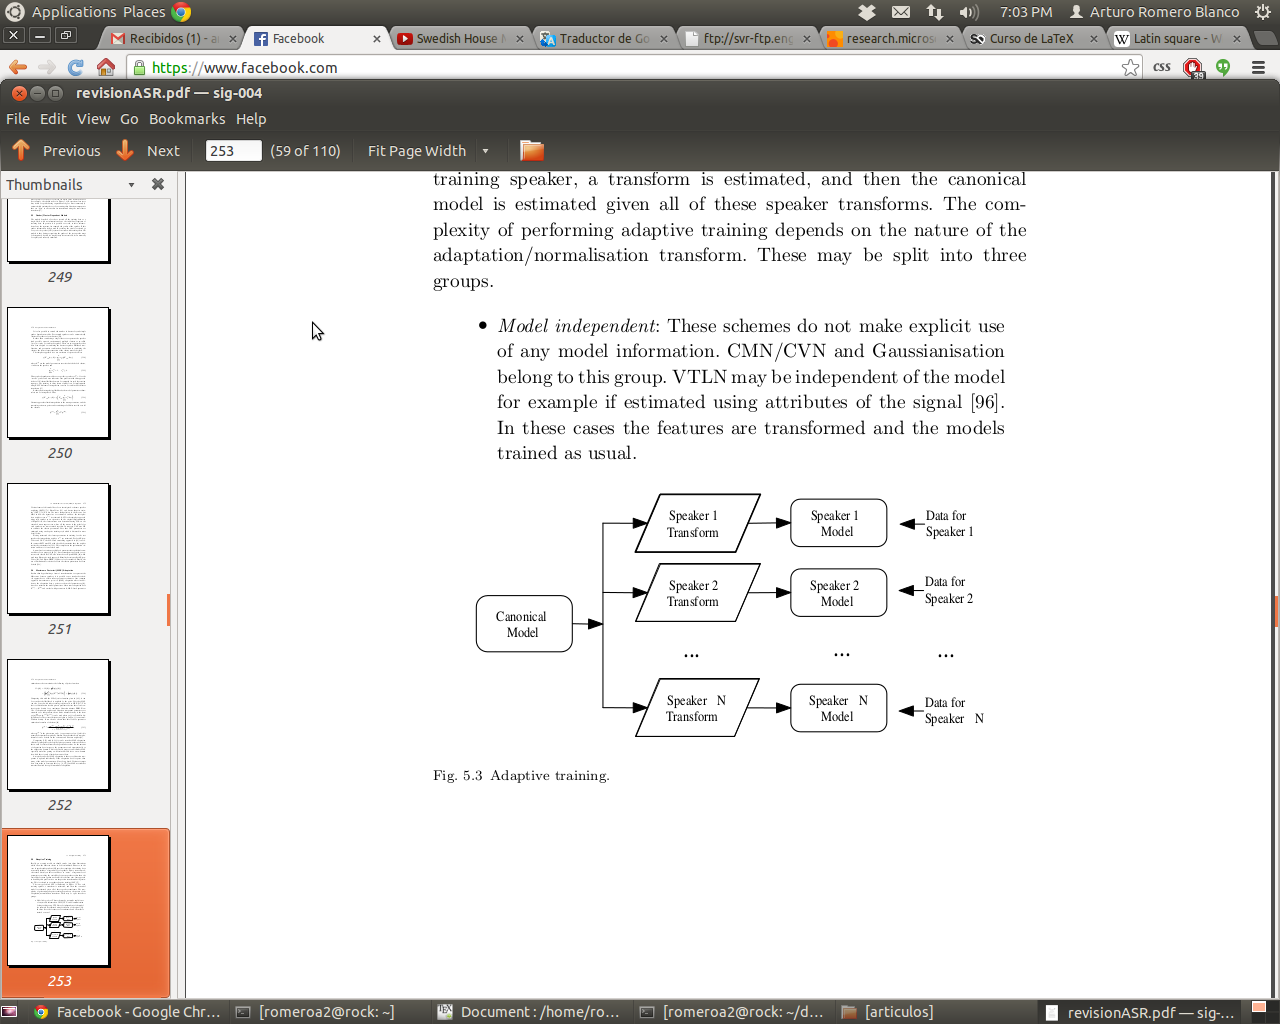 Applications Places
7:03 PM Arturo Romero Blanco
Recibidos (1) - a
Facebook
Swedish House M
Traductor de Go
ftp://svr-ftp.eng
research.micros
Curso de LaTeX
Latin square - W
https://www.facebook.com
css
39
revisionASR.pdf — sig-004
File Edit View Go Bookmarks Help
Previous Next 253 (59 of 110) Fit Page Width
Thumbnails
249
250
251
252
253
training speaker, a transform is estimated, and then the canonical
model is estimated given all of these speaker transforms. The com-
plexity of performing adaptive training depends on the nature of the
adaptation/normalisation transform. These may be split into three
groups.
• Model independent: These schemes do not make explicit use
of any model information. CMN/CVN and Gaussianisation
belong to this group. VTLN may be independent of the model
for example if estimated using attributes of the signal [96].
In these cases the features are transformed and the models
trained as usual.
Canonical
Model
Speaker 1
Transform
Speaker 1
Model
Data for
Speaker 1
Speaker 2
Transform
Speaker 2
Model
Data for
Speaker 2
... ... ...
Speaker N
Transform
Speaker N
Model
Data for
Speaker N
Fig. 5.3 Adaptive training.
Facebook - Google Chr...
[romeroa2@rock: ~]
Document : /home/ro...
[romeroa2@rock: ~/d...
[articulos]
revisionASR.pdf — sig-...